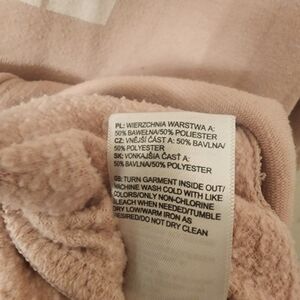 PL: WIERZCHNIA WARSTWA A:
50% BAWEŁNA/50% POLIESTER
CZ: VNĚJŠÍ ČÁST A: 50% BAVLNA/
50% POLYESTER
SK: VONKAJŠIA ČASŤ A:
50% BAVLNA/50% POLYESTER
GB: TURN GARMENT INSIDE OUT/
MACHINE WASH COLD WITH LIKE
COLORS/ONLY NON-CHLORINE
BLEACH WHEN NEEDED/TUMBLE
DRY LOW/WARM IRON AS
DESIRED/DO NOT DRY CLEAN